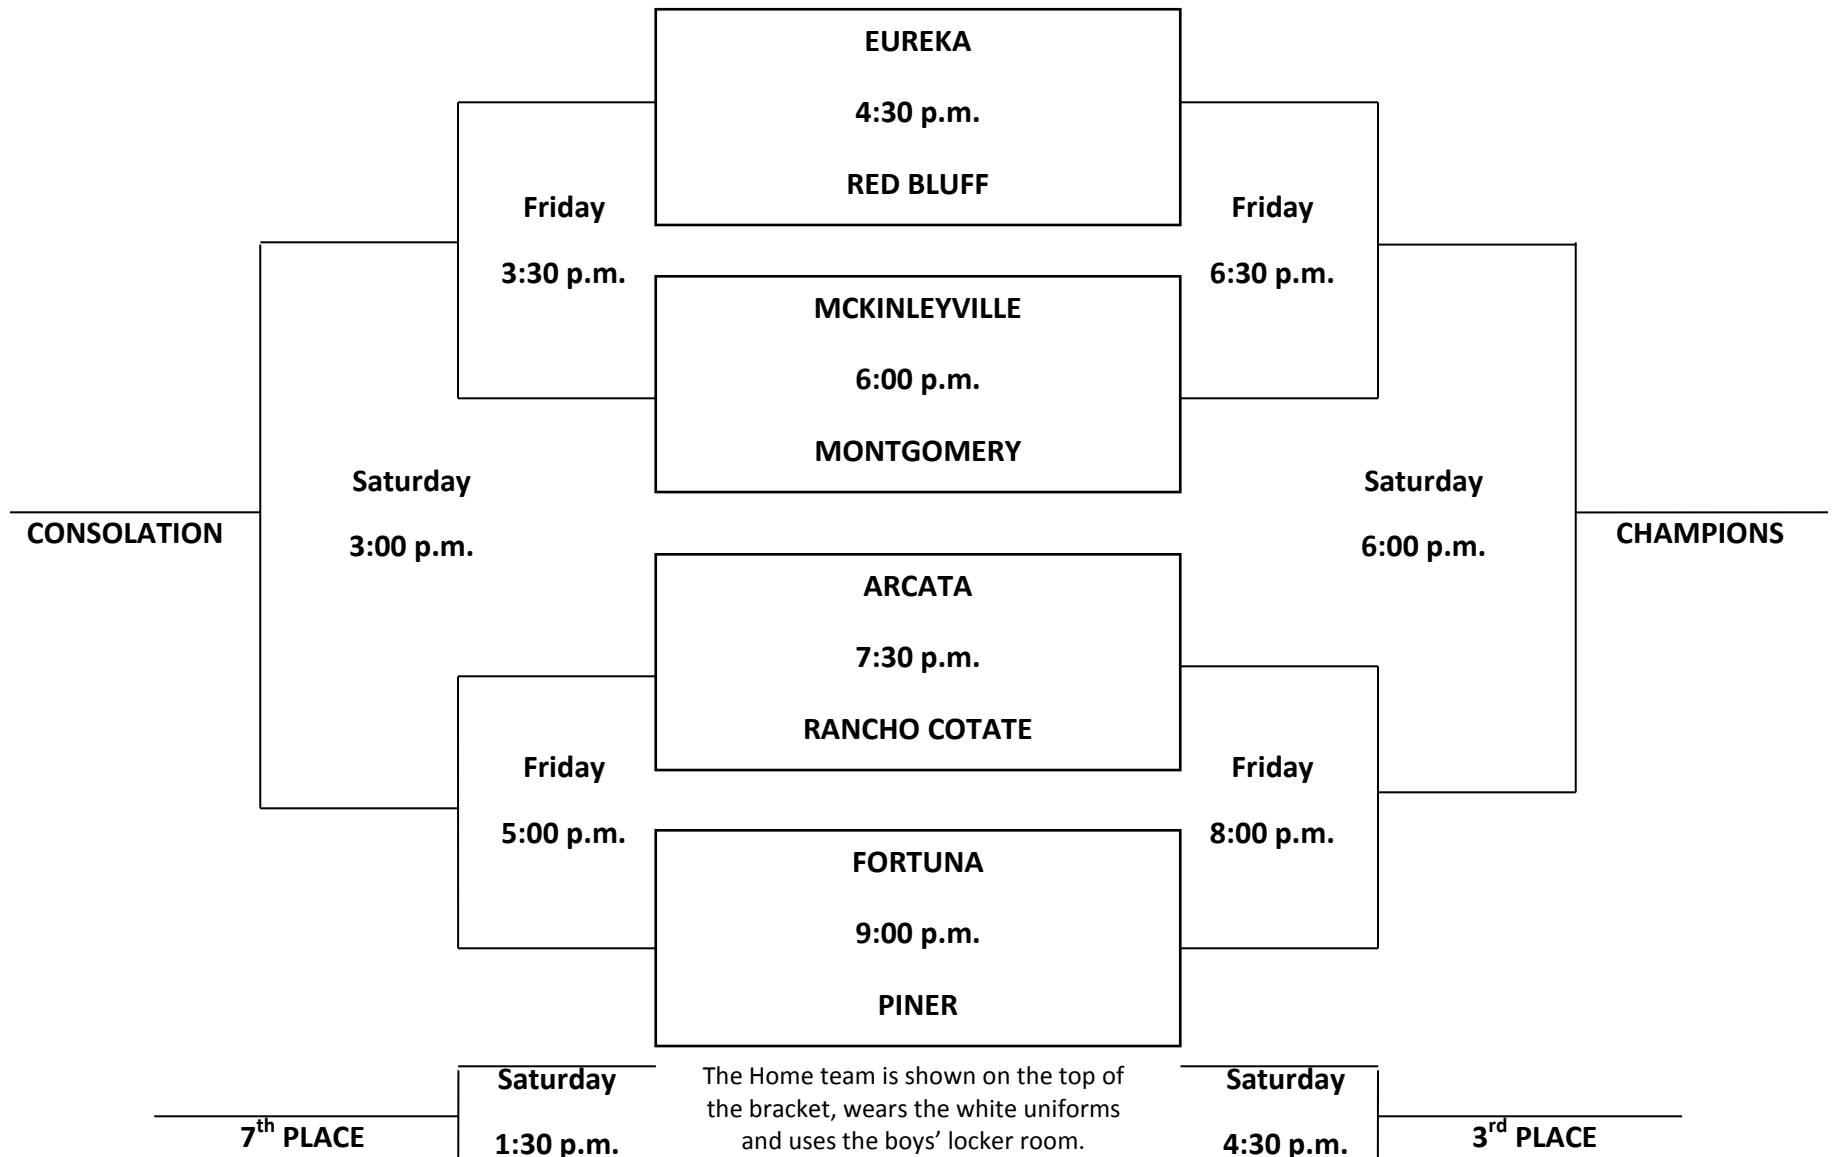 EUREKA
4:30 p.m.
RED BLUFF
Friday
3:30 p.m.
Friday
6:30 p.m.
MCKINLEYVILLE
6:00 p.m.
MONTGOMERY
Saturday
3:00 p.m.
CONSOLATION
Saturday
6:00 p.m.
CHAMPIONS
ARCATA
7:30 p.m.
RANCHO COTATE
Friday
5:00 p.m.
Friday
8:00 p.m.
FORTUNA
9:00 p.m.
PINER
Saturday
1:30 p.m.
7th PLACE
The Home team is shown on the top of
the bracket, wears the white uniforms
and uses the boys’ locker room.
Saturday
4:30 p.m.
3rd PLACE